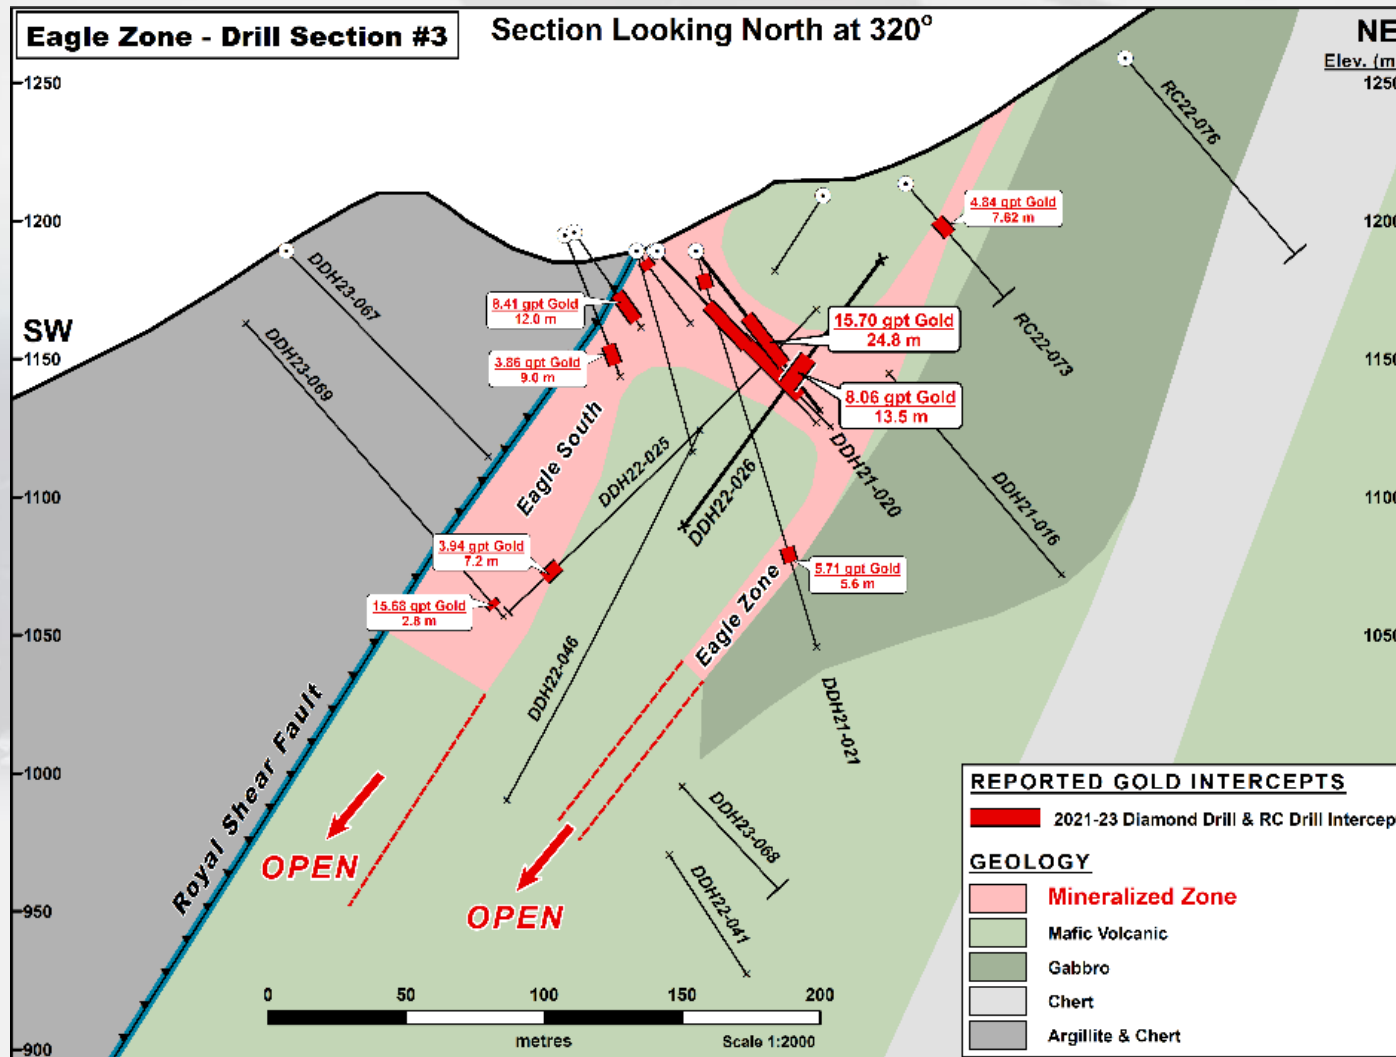 Eagle Zone - Drill Section #3
Section Looking North at 320°
NE
Elev. (m
1250
1250
1200
1200
1150
1150
1100
1100
1050
1050
1000
950
900
SW
RC22-076
RC22-073
DDH23-067
DDH23-069
4.84 gpt Gold
7.62 m
8.41 gpt Gold
12.0 m
3.86 gpt Gold
9.0 m
15.70 gpt Gold
24.8 m
8.06 gpt Gold
13.5 m
Eagle South
DDH22-025
DDH22-026
DDH21-020
DDH21-016
3.94 gpt Gold
7.2 m
15.68 gpt Gold
2.8 m
5.71 gpt Gold
5.6 m
Eagle Zone
DDH22-046
DDH21-021
Royal Shear Fault
OPEN
OPEN
DDH23-068
DDH22-041
0 50 100 150 200
metres
Scale 1:2000
REPORTED GOLD INTERCEPTS
2021-23 Diamond Drill & RC Drill Intercep
GEOLOGY
Mineralized Zone
Mafic Volcanic
Gabbro
Chert
Argillite & Chert